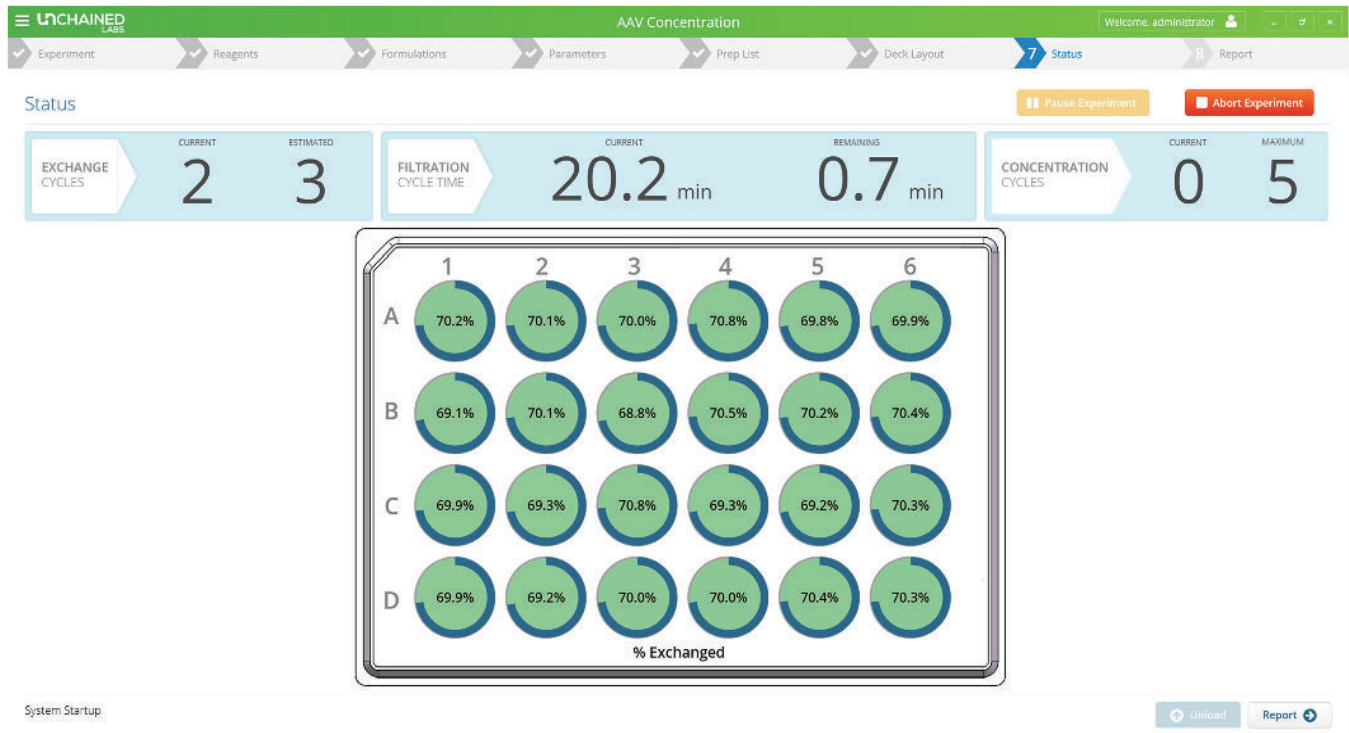 UNCHAINED LABS
AAV Concentration
Welcome, administrator
Experiment
Reagents
Formulations
Parameters
Prep List
Deck Layout
7 Status
8 Report
Status
Pause Experiment
Abort Experiment
EXCHANGE
CYCLES
CURRENT
2
ESTIMATED
3
FILTRATION
CYCLE TIME
CURRENT
20.2 min
REMAINING
0.7 min
CONCENTRATION
CYCLES
CURRENT
0
MAXIMUM
5
1 2 3 4 5 6
A 70.2% 70.1% 70.0% 70.8% 69.8% 69.9%
B 69.1% 70.1% 68.8% 70.5% 70.2% 70.4%
C 69.9% 69.3% 70.8% 69.3% 69.2% 70.3%
D 69.9% 69.2% 70.0% 70.0% 70.4% 70.3%
% Exchanged
System Startup
Unload
Report